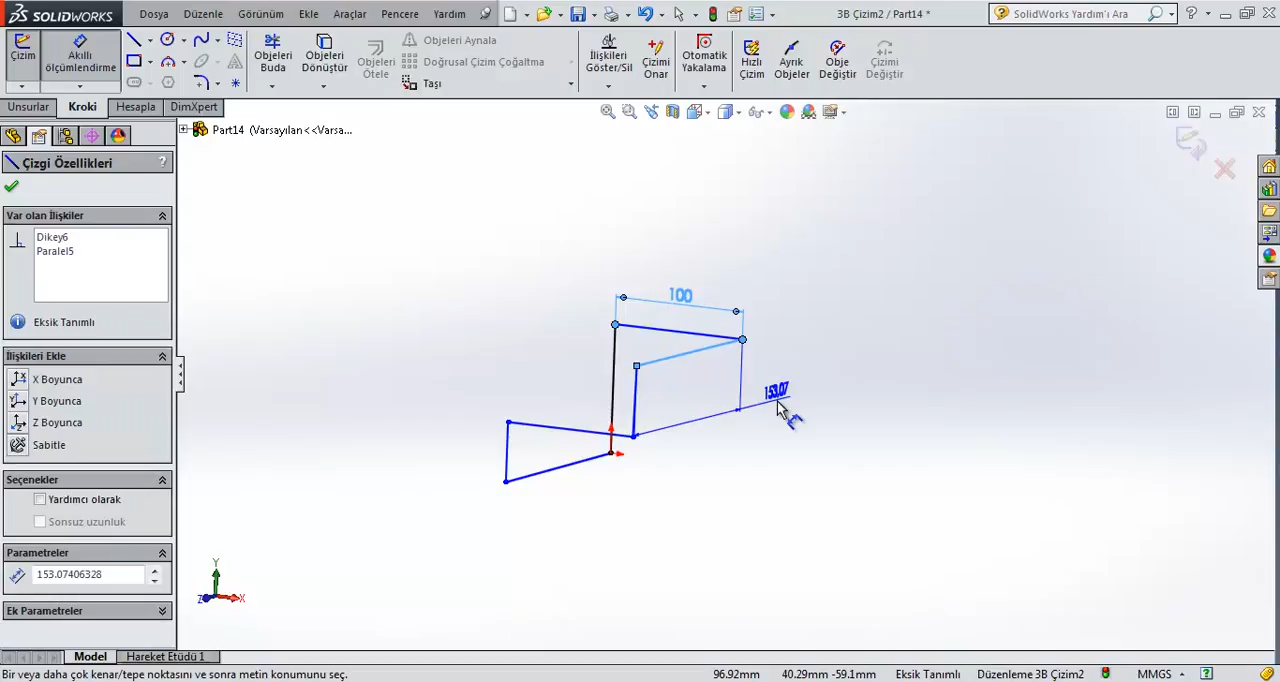 SOLIDWORKS
Dosya Düzenle Görünüm Ekle Araçlar Pencere Yardım
3B Çizim2 / Part14 *
SolidWorks Yardım'ı Ara
Çizim
Akıllı ölçümlendirme
Objeleri Buda
Objeleri Dönüştür
Objeleri Ötele
Objeleri Aynala
Doğrusal Çizim Çoğaltma
Taşı
İlişkileri Göster/Sil
Çizimi Onar
Otomatik Yakalama
Hızlı Çizim
Ayrık Objeler
Obje Değiştir
Çizimi Değiştir
Unsurlar Kroki Hesapla DimXpert
Part14 (Varsayılan<<Varsa...
Çizgi Özellikleri ?
Var olan İlişkiler
Dikey6
Paralel5
Eksik Tanımlı
İlişkileri Ekle
X Boyunca
Y Boyunca
Z Boyunca
Sabitle
Seçenekler
Yardımcı olarak
Sonsuz uzunluk
Parametreler
153.07406328
Ek Parametreler
100
153,07
Y
Z
X
Model Hareket Etüdü 1
Bir veya daha çok kenar/tepe noktasını ve sonra metin konumunu seç.
96.92mm 40.29mm -59.1mm Eksik Tanımlı Düzenleme 3B Çizim2 MMGS